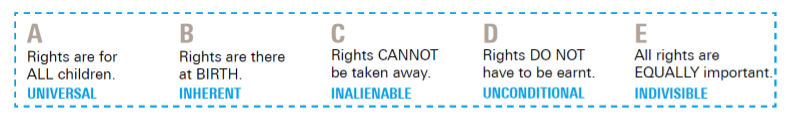 A
Rights are for
ALL children.
UNIVERSAL
B
Rights are there
at BIRTH.
INHERENT
C
Rights CANNOT
be taken away.
INALIENABLE
D
Rights DO NOT
have to be earnt.
UNCONDITIONAL
E
All rights are
EQUALLY important.
INDIVISIBLE